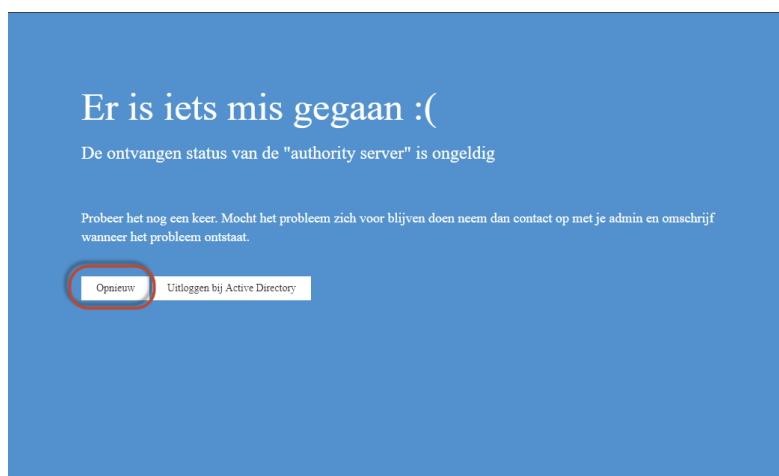 Er is iets mis gegaan :(
De ontvangen status van de "authority server" is ongeldig
Probeer het nog een keer. Mocht het probleem zich voor blijven doen neem dan contact op met je admin en omschrijf
wanneer het probleem ontstaat.
Opnieuw Uitloggen bij Active Directory